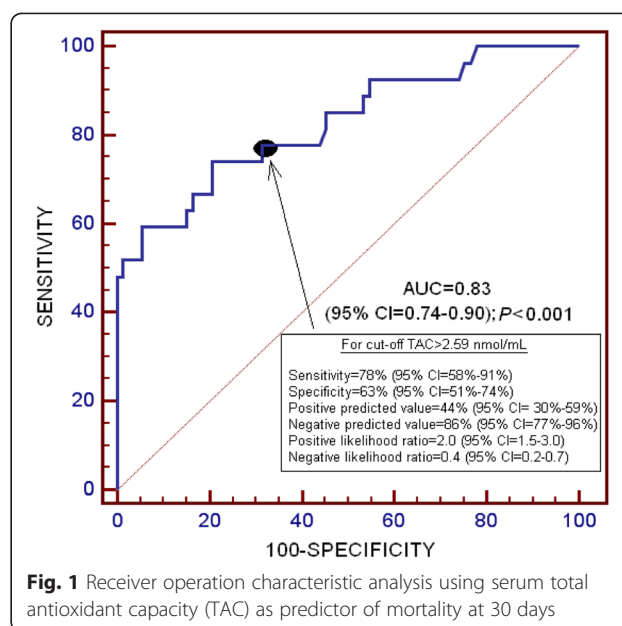 100
80
60
40
20
0
SENSITIVITY
AUC=0.83
(95% CI=0.74-0.90); P<0.001
For cut-off TAC>2.59 nmol/mL
Sensitivity=78% (95% CI=58%-91%)
Specificity=63% (95% CI=51%-74%)
Positive predicted value=44% (95% CI= 30%-59%)
Negative predicted value=86% (95% CI=77%-96%)
Positive likelihood ratio=2.0 (95% CI=1.5-3.0)
Negative likelihood ratio=0.4 (95% CI=0.2-0.7)
0 20 40 60 80 100
100-SPECIFICITY
Fig. 1 Receiver operation characteristic analysis using serum total
antioxidant capacity (TAC) as predictor of mortality at 30 days